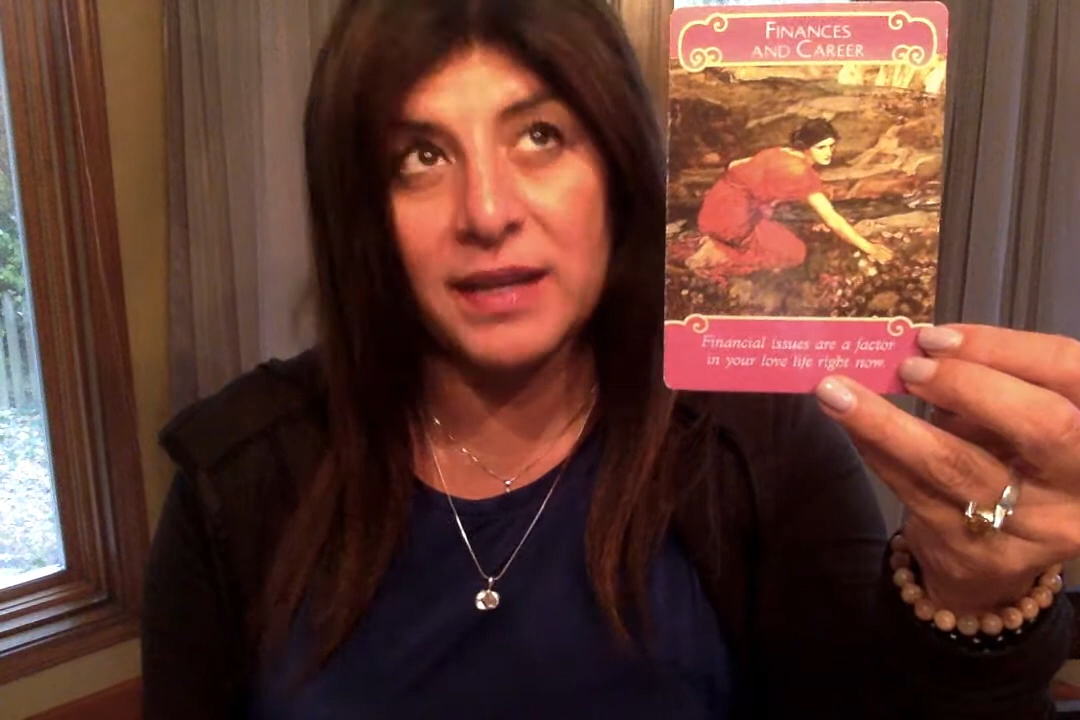 FINANCES
AND CAREER
Financial issues are a factor
in your love life right now.